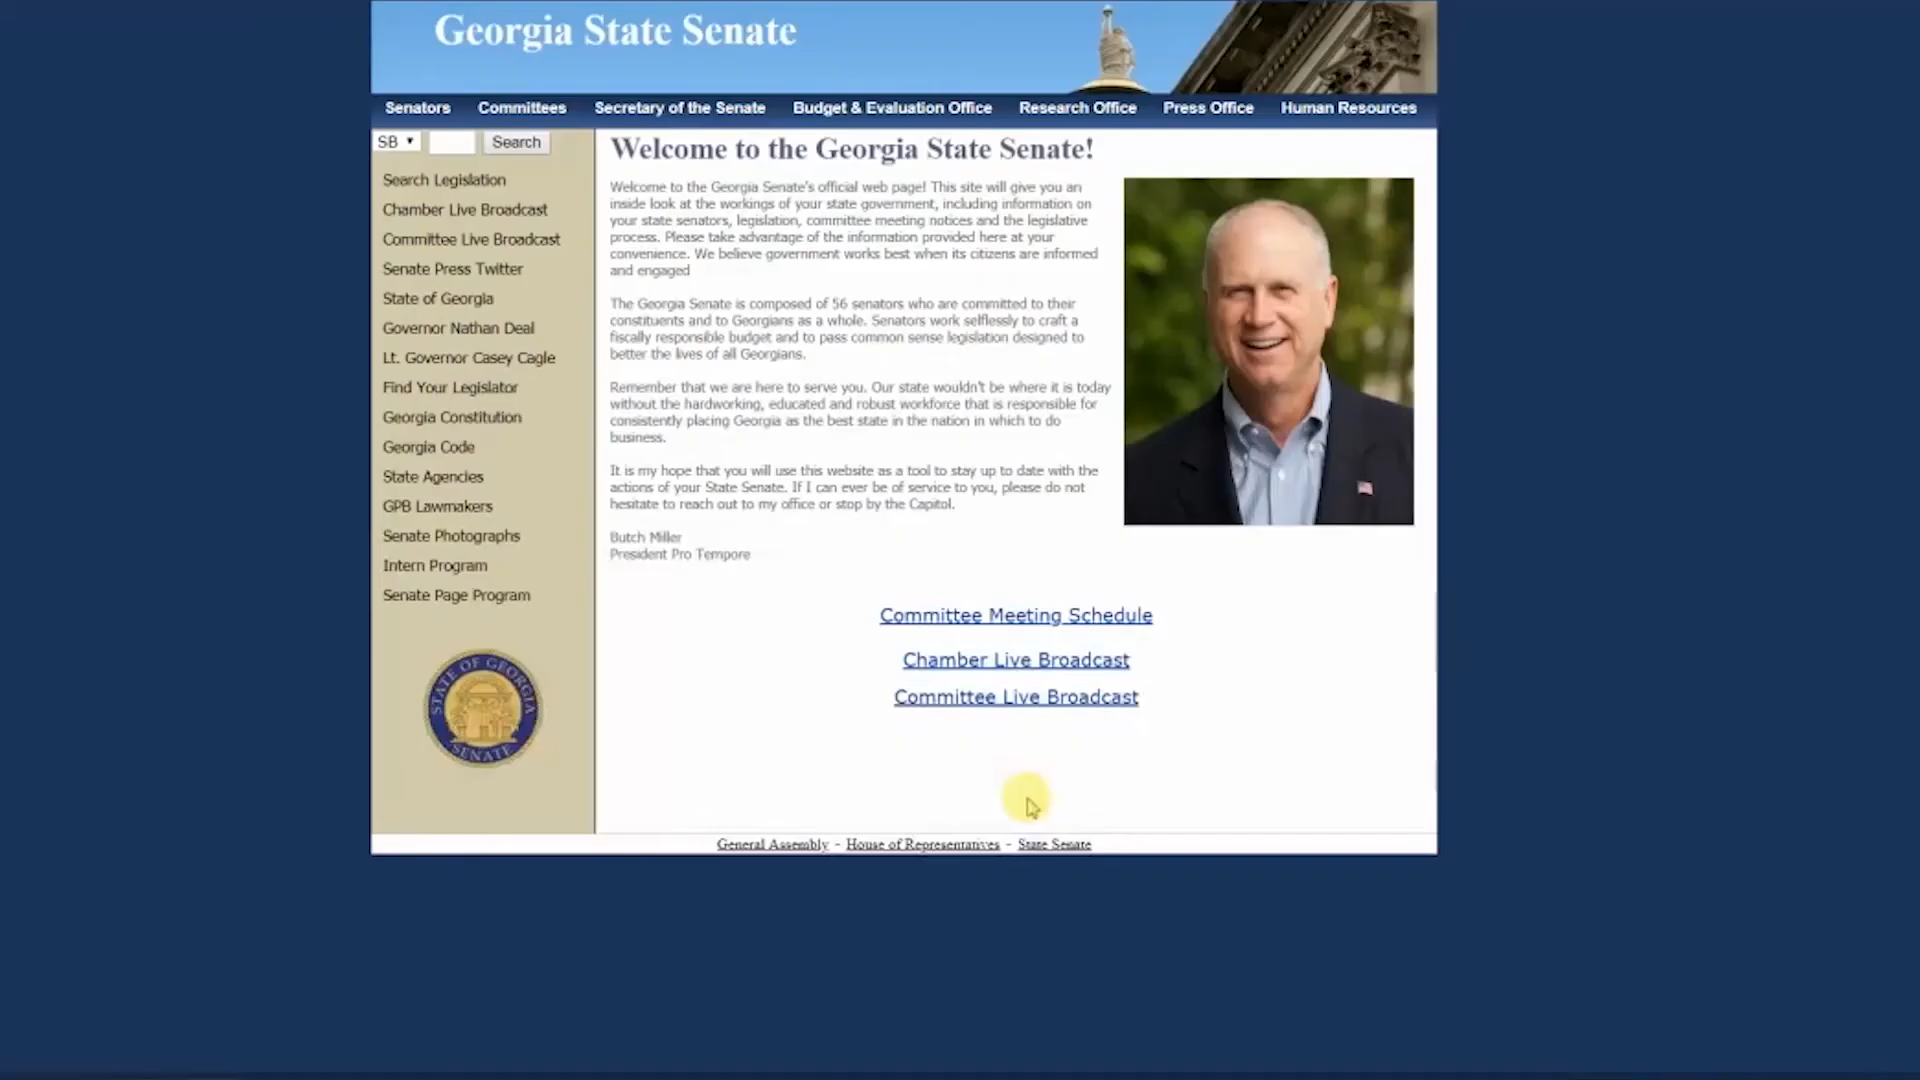 Georgia State Senate
Senators Committees Secretary of the Senate Budget & Evaluation Office Research Office Press Office Human Resources
SB Search
Search Legislation
Chamber Live Broadcast
Committee Live Broadcast
Senate Press Twitter
State of Georgia
Governor Nathan Deal
Lt. Governor Casey Cagle
Find Your Legislator
Georgia Constitution
Georgia Code
State Agencies
GPB Lawmakers
Senate Photographs
Intern Program
Senate Page Program
STATE OF GEORGIA
SENATE
Welcome to the Georgia State Senate!
Welcome to the Georgia Senate's official web page! This site will give you an
inside look at the workings of your state government, including information on
your state senators, legislation, committee meeting notices and the legislative
process. Please take advantage of the information provided here at your
convenience. We believe government works best when its citizens are informed
and engaged
The Georgia Senate is composed of 56 senators who are committed to their
constituents and to Georgians as a whole. Senators work selflessly to craft a
fiscally responsible budget and to pass common sense legislation designed to
better the lives of all Georgians.
Remember that we are here to serve you. Our state wouldn't be where it is today
without the hardworking, educated and robust workforce that is responsible for
consistently placing Georgia as the best state in the nation in which to do
business.
It is my hope that you will use this website as a tool to stay up to date with the
actions of your State Senate. If I can ever be of service to you, please do not
hesitate to reach out to my office or stop by the Capitol.
Butch Miller
President Pro Tempore
Committee Meeting Schedule
Chamber Live Broadcast
Committee Live Broadcast
General Assembly - House of Representatives - State Senate